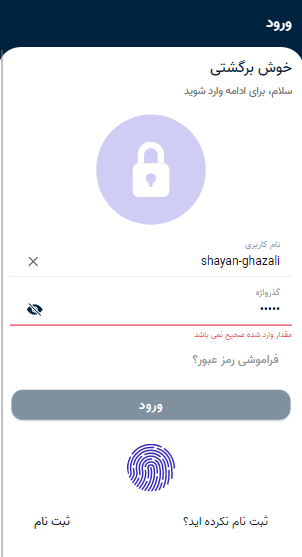 ورود
خوش برگشتی
سلام، برای ادامه وارد شوید
نام کاربری
shayan-ghazali
گذرواژه
•••••
مقدار وارد شده صحیح نمی باشد
فراموشی رمز عبور؟
ورود
ثبت نام نکرده اید؟ ثبت نام